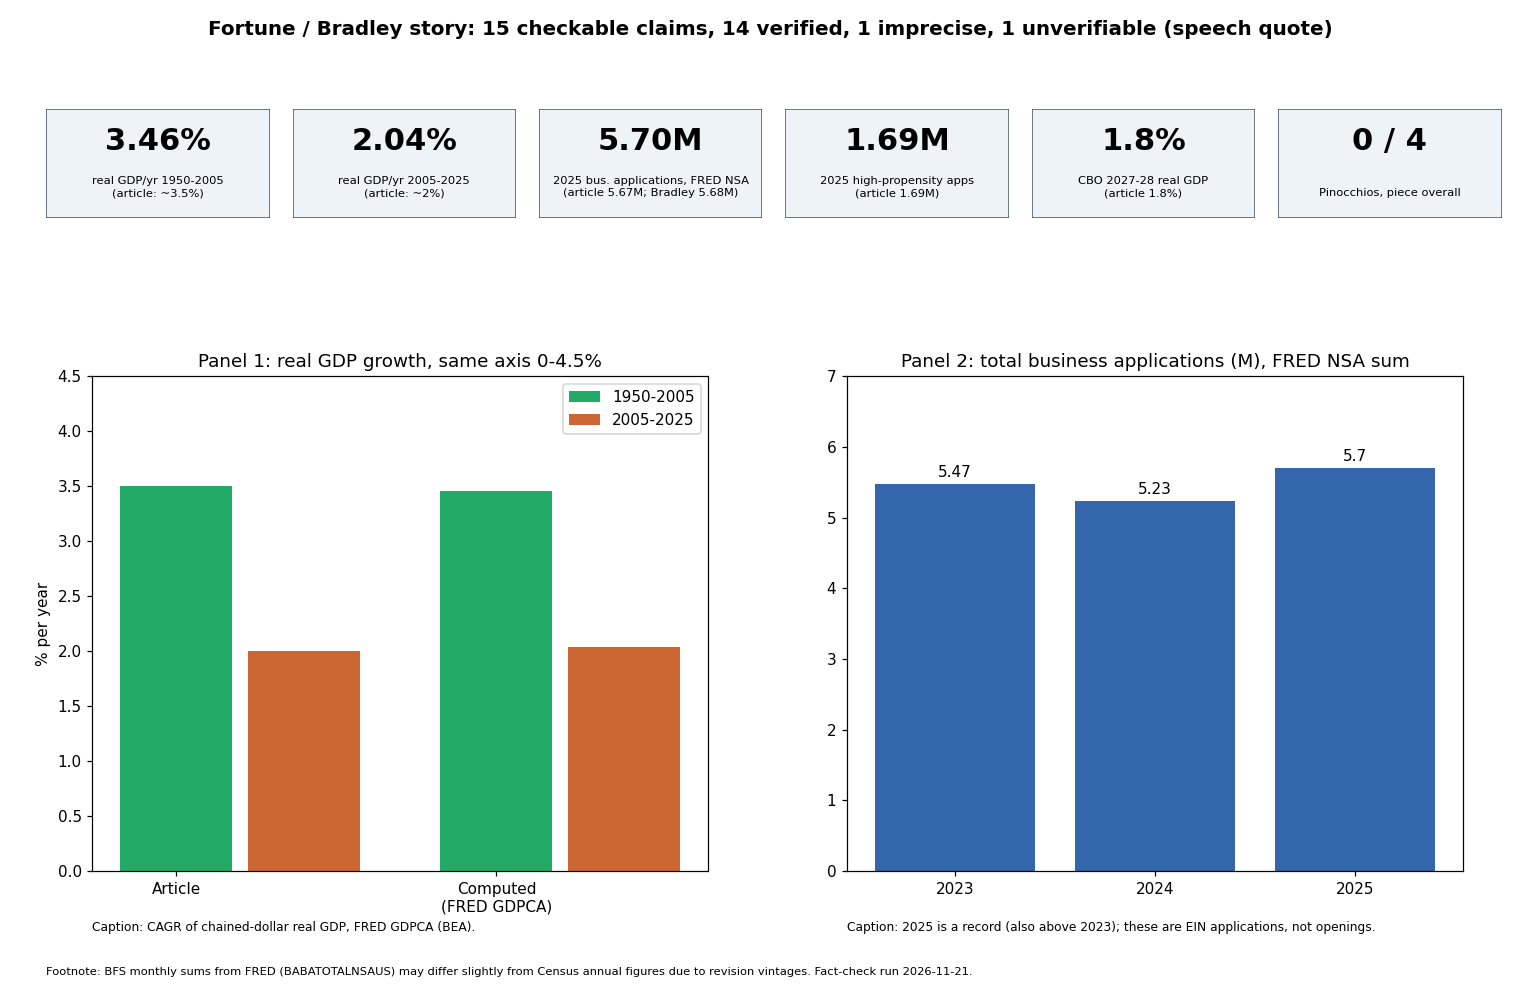 Fortune / Bradley story: 15 checkable claims, 14 verified, 1 imprecise, 1 unverifiable (speech quote)
3.46%
real GDP/yr 1950-2005
(article: ~3.5%)
2.04%
real GDP/yr 2005-2025
(article: ~2%)
5.70M
2025 bus. applications, FRED NSA
(article 5.67M; Bradley 5.68M)
1.69M
2025 high-propensity apps
(article 1.69M)
1.8%
CBO 2027-28 real GDP
(article 1.8%)
0 / 4
Pinocchios, piece overall
Panel 1: real GDP growth, same axis 0-4.5%
4.5
4.0
3.5
3.0
2.5
2.0
1.5
1.0
0.5
0.0
% per year
1950-2005
2005-2025
Article
Computed
(FRED GDPCA)
Caption: CAGR of chained-dollar real GDP, FRED GDPCA (BEA).
Panel 2: total business applications (M), FRED NSA sum
7
6
5
4
3
2
1
0
5.47
5.23
5.7
2023
2024
2025
Caption: 2025 is a record (also above 2023); these are EIN applications, not openings.
Footnote: BFS monthly sums from FRED (BABATOTALNSAUS) may differ slightly from Census annual figures due to revision vintages. Fact-check run 2026-11-21.